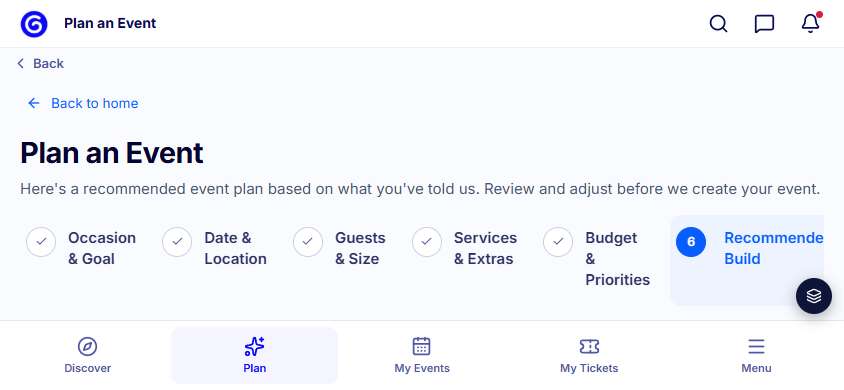 Plan an Event
Back
Back to home
Plan an Event
Here's a recommended event plan based on what you've told us. Review and adjust before we create your event.
Occasion
& Goal
Date &
Location
Guests
& Size
Services
& Extras
Budget
&
Priorities
6
Recommende
Build
Discover
Plan
My Events
My Tickets
Menu